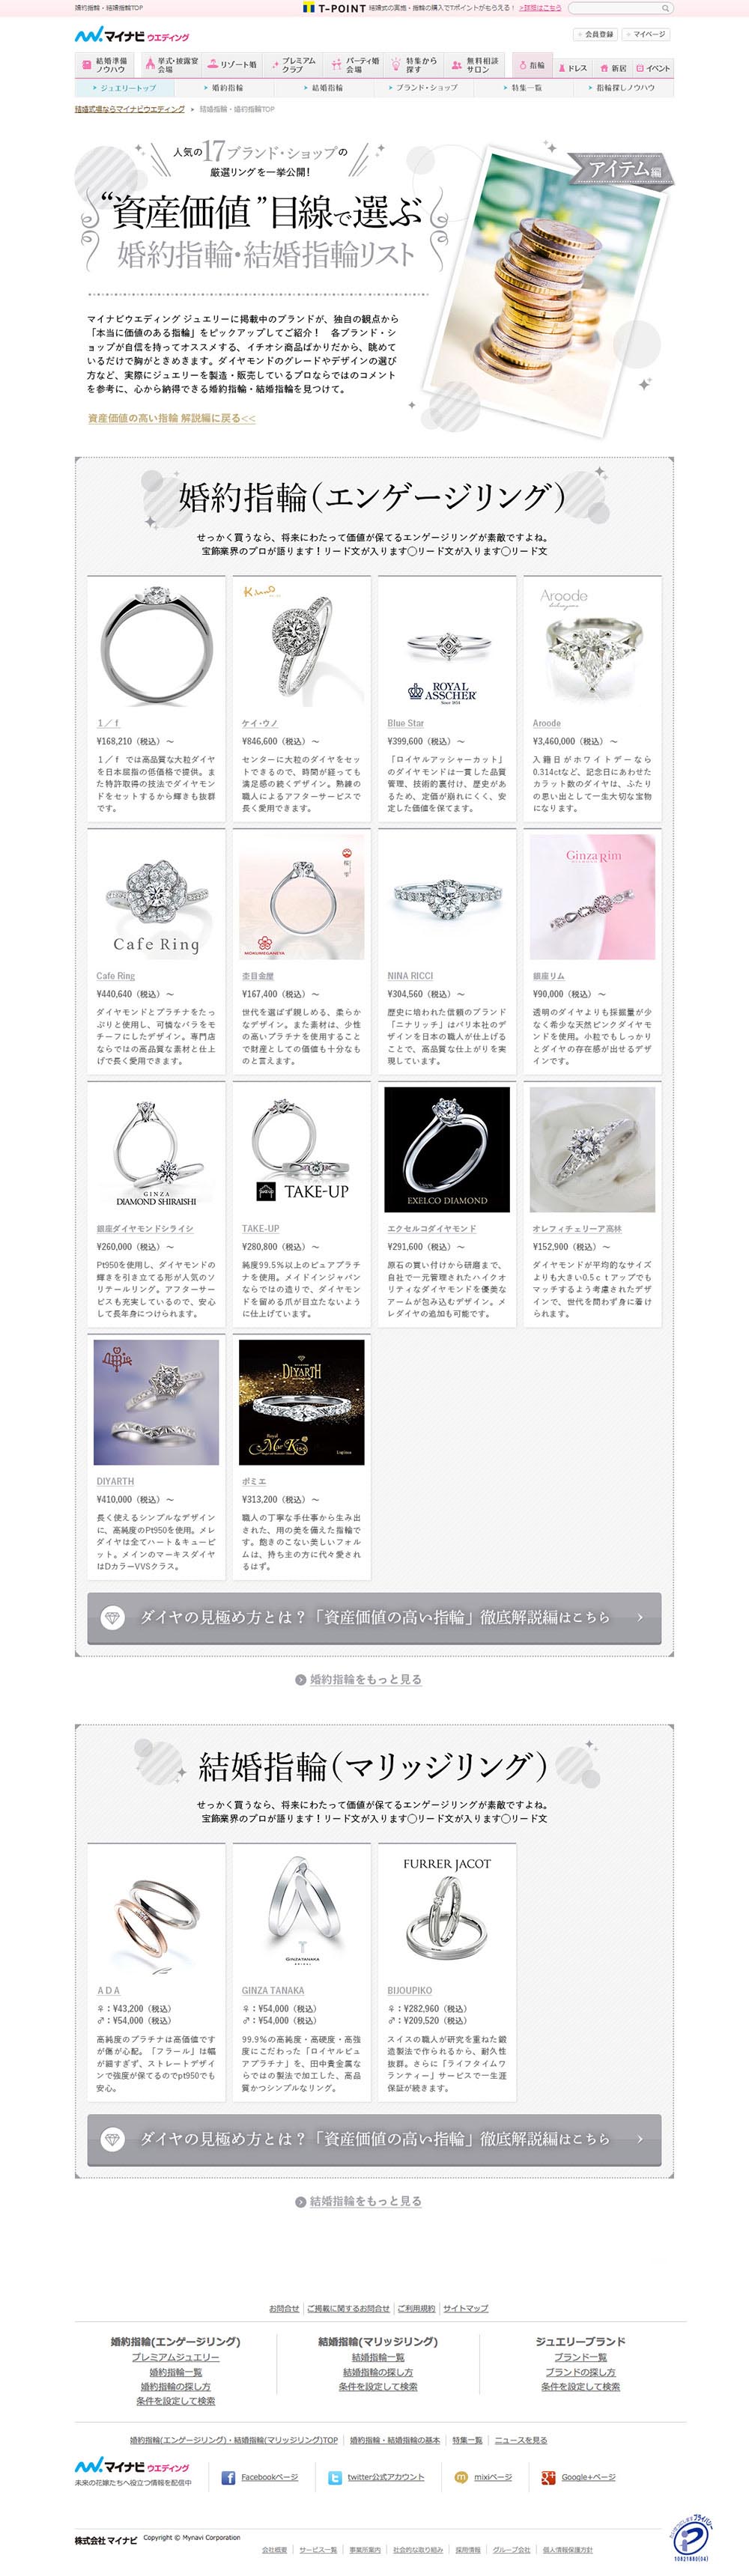 婚約指輪・結婚指輪TOP
T-POINT 結婚式の実施・指輪の購入でTポイントがもらえる！ >詳細はこちら
マイナビウエディング
会員登録
マイページ
結婚準備ノウハウ
挙式・披露宴会場
リゾート婚
プレミアムクラブ
パーティ婚会場
特集から探す
無料相談サロン
指輪
ドレス
新居
イベント
ジュエリートップ
婚約指輪
結婚指輪
ブランド・ショップ
特集一覧
指輪探しノウハウ
結婚式場ならマイナビウエディング ▸ 結婚指輪・婚約指輪TOP
人気の17ブランド・ショップの
厳選リングを一挙公開！
“資産価値”目線で選ぶ
婚約指輪・結婚指輪リスト
アイテム編
マイナビウエディング ジュエリーに掲載中のブランドが、独自の観点から
「本当に価値のある指輪」をピックアップしてご紹介！ 各ブランド・シ
ョップが自信を持ってオススメする、イチオシ商品ばかりだから、眺めて
いるだけで胸がときめきます。ダイヤモンドのグレードやデザインの選び
方など、実際にジュエリーを製造・販売しているプロならではのコメント
を参考に、心から納得できる婚約指輪・結婚指輪を見つけて。
資産価値の高い指輪 解説編に戻る<<
婚約指輪（エンゲージリング）
せっかく買うなら、将来にわたって価値が保てるエンゲージリングが素敵ですよね。
宝飾業界のプロが語ります！リード文が入ります◯リード文が入ります◯リード文
１／ｆ
¥168,210（税込）～
１／ｆ では高品質な大粒ダイヤ
を日本屈指の低価格で提供。ま
た特許取得の技法でダイヤモン
ドをセットするから輝きも抜群
です。
ケイ・ウノ
¥846,600（税込）～
センターに大粒のダイヤをセッ
トできるので、時間が経っても
満足感の続くデザイン。熟練の
職人によるアフターサービスで
長く愛用できます。
ROYAL ASSCHER
Since 1854
Blue Star
¥399,600（税込）～
「ロイヤルアッシャーカット」
のダイヤモンドは一貫した品質
管理、技術的裏付け、歴史があ
るため、定価が崩れにくく、安
定した価値を保てます。
Aroode
Aroode
¥3,460,000（税込）～
入籍日がホワイトデーなら
0.314ctなど、記念日にあわせた
カラット数のダイヤは、ふたり
の思い出として一生大切な宝物
になります。
Cafe Ring
Cafe Ring
¥440,640（税込）～
ダイヤモンドとプラチナをたっ
ぷりと使用し、可憐なバラをモ
チーフにしたデザイン。専門店
ならではの高品質な素材と仕上
げで長く愛用できます。
MOKUMEGANEYA
杢目金屋
¥167,400（税込）～
世代を選ばず親しめる、柔らか
なデザイン。また素材は、少性
の高いプラチナを使用すること
で財産としての価値も十分なも
のと言えます。
NINA RICCI
¥304,560（税込）～
歴史に培われた信頼のブランド
「ニナリッチ」はパリ本社のデ
ザインを日本の職人が仕上げる
ことで、高品質な仕上がりを実
現しています。
Ginza Rim
銀座リム
¥90,000（税込）～
透明のダイヤよりも採掘量が少
なく希少な天然ピンクダイヤモ
ンドを使用。小粒でもしっかり
とダイヤの存在感が出せるデザ
インです。
GINZA
DIAMOND SHIRAISHI
銀座ダイヤモンドシライシ
¥260,000（税込）～
Pt950を使用し、ダイヤモンドの
輝きを引き立てる形が人気のソ
リテールリング。アフターサー
ビスも充実しているので、安心
して長年身につけられます。
TAKE-UP
TAKE-UP
¥280,800（税込）～
純度99.5％以上のピュアプラチ
ナを使用。メイドインジャパン
ならではの造りで、ダイヤモン
ドを留める爪が目立たないよう
に仕上げています。
EXELCO DIAMOND
エクセルコダイヤモンド
¥291,600（税込）～
原石の買い付けから研磨まで、
自社で一元管理されたハイクオ
リティなダイヤモンドを優美な
アームが包み込むデザイン。メ
レダイヤの追加も可能です。
オレフィチェリーア高林
¥152,900（税込）～
ダイヤモンドが平均的なサイズ
よりも大きい0.5ｃｔアップでも
マッチするよう考慮されたデザ
インで、世代を問わず身に着け
られます。
DIYARTH
¥410,000（税込）～
長く使えるシンプルなデザイン
に、高純度のPt950を使用。メレ
ダイヤは全てハート＆キューピ
ット。メインのマーキスダイヤ
はDカラーVVSクラス。
DIYARTH
ポミエ
¥313,200（税込）～
職人の丁寧な手仕事から生み出
された、用の美を備えた指輪で
す。飽きのこない美しいフォル
ムは、持ち主の方に代々愛され
るはず。
ダイヤの見極め方とは？「資産価値の高い指輪」徹底解説編はこちら
婚約指輪をもっと見る
結婚指輪（マリッジリング）
せっかく買うなら、将来にわたって価値が保てるエンゲージリングが素敵ですよね。
宝飾業界のプロが語ります！リード文が入ります◯リード文が入ります◯リード文
ＡＤＡ
♀：¥43,200（税込）
♂：¥54,000（税込）
高純度のプラチナは高価値です
が傷が心配。「フラール」は幅
が細すぎず、ストレートデザイ
ンで強度が保てるのでpt950でも
安心。
GINZATANAKA
GINZA TANAKA
♀：¥54,000（税込）
♂：¥54,000（税込）
99.9％の高純度・高硬度・高強
度にこだわった「ロイヤルピュ
アプラチナ」を、田中貴金属な
らではの製法で加工した、高品
質かつシンプルなリング。
FURRER JACOT
BIJOUPIKO
♀：¥282,960（税込）
♂：¥209,520（税込）
スイスの職人が研究を重ねた鍛
造製法で作られるから、耐久性
抜群。さらに「ライフタイムワ
ランティー」サービスで一生涯
保証が続きます。
ダイヤの見極め方とは？「資産価値の高い指輪」徹底解説編はこちら
結婚指輪をもっと見る
お問合せ
ご掲載に関するお問合せ
ご利用規約
サイトマップ
婚約指輪(エンゲージリング)
プレミアムジュエリー
婚約指輪一覧
婚約指輪の探し方
条件を設定して検索
結婚指輪(マリッジリング)
結婚指輪一覧
結婚指輪の探し方
条件を設定して検索
ジュエリーブランド
ブランド一覧
ブランドの探し方
条件を設定して検索
婚約指輪(エンゲージリング)・結婚指輪(マリッジリング)TOP
婚約指輪・結婚指輪の基本
特集一覧
ニュースを見る
マイナビウエディング
未来の花嫁たちへ役立つ情報を配信中
Facebookページ
twitter公式アカウント
mixiページ
Google+ページ
株式会社 マイナビ
Copyright © Mynavi Corporation
会社概要
サービス一覧
事業所案内
社会的な取り組み
採用情報
グループ会社
個人情報保護方針